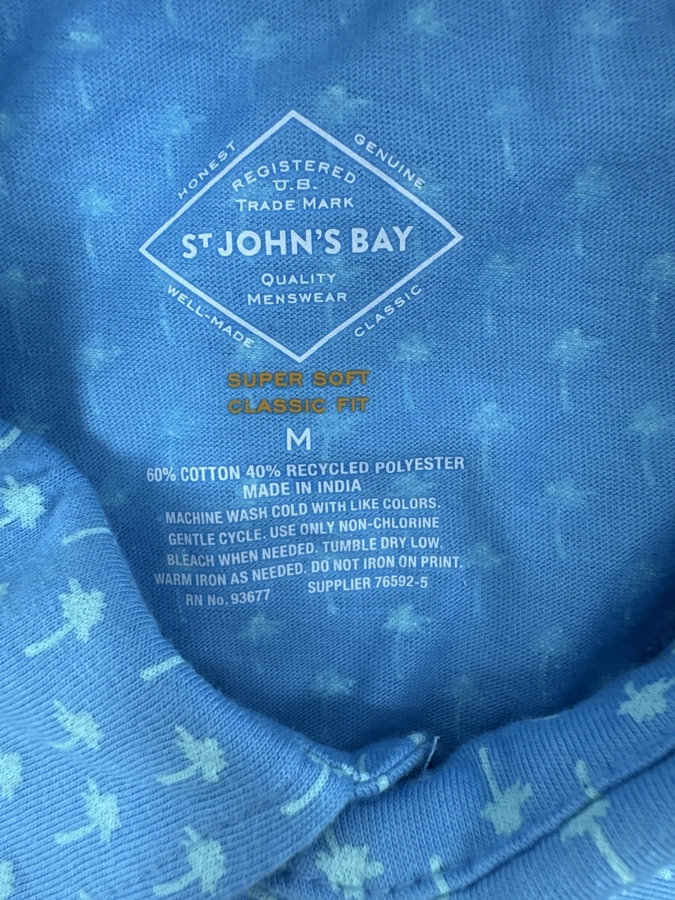 HONEST
GENUINE
REGISTERED
U.S.
TRADE MARK
ST JOHN'S BAY
QUALITY
MENSWEAR
WELL-MADE
CLASSIC
SUPER SOFT
CLASSIC FIT
M
60% COTTON 40% RECYCLED POLYESTER
MADE IN INDIA
MACHINE WASH COLD WITH LIKE COLORS.
GENTLE CYCLE. USE ONLY NON-CHLORINE
BLEACH WHEN NEEDED. TUMBLE DRY LOW.
WARM IRON AS NEEDED. DO NOT IRON ON PRINT.
RN No. 93677 SUPPLIER 76592-5